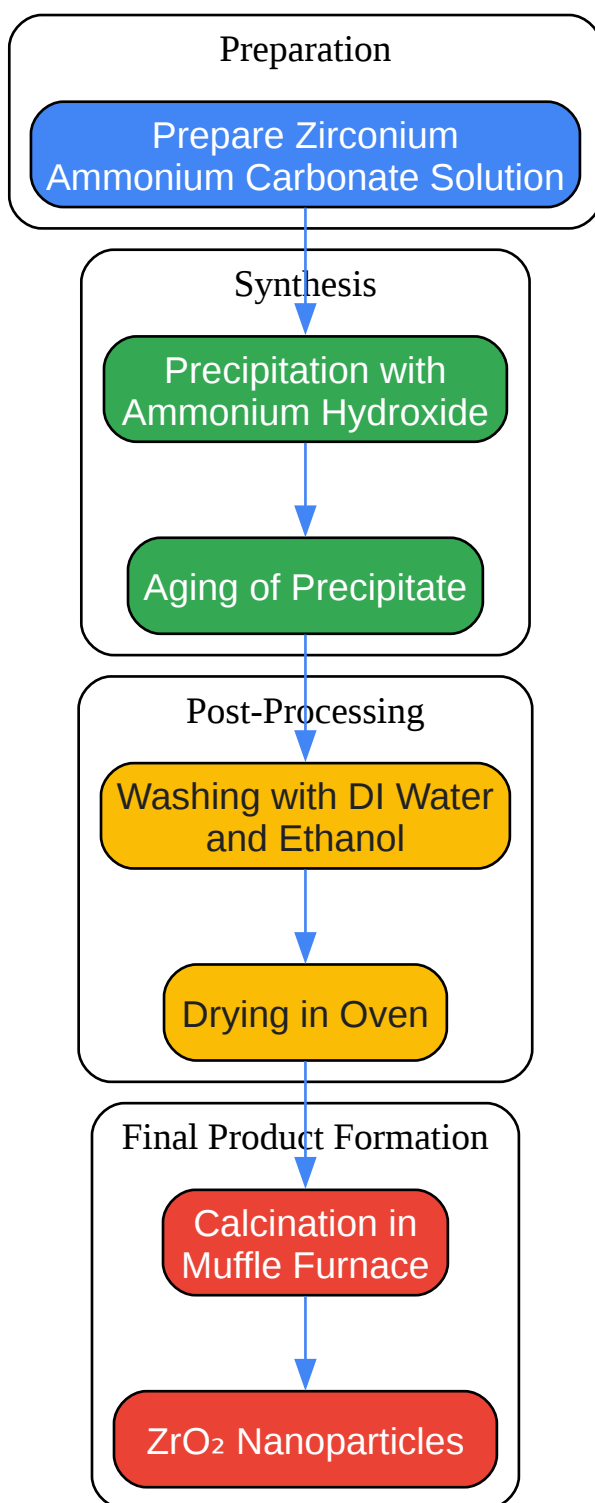 Preparation
Prepare Zirconium
Ammonium Carbonate Solution
Synthesis
Precipitation with
Ammonium Hydroxide
Aging of Precipitate
Post-Processing
Washing with DI Water
and Ethanol
Drying in Oven
Final Product Formation
Calcination in
Muffle Furnace
ZrO₂ Nanoparticles